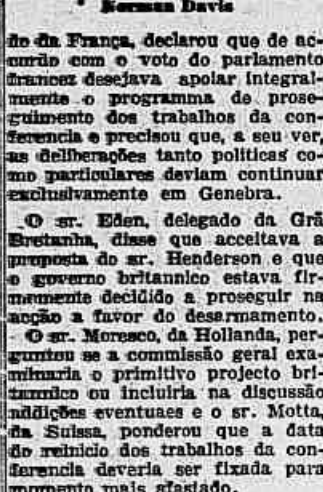 Norman Davis
do da França, declarou que de ac-
cordo com o voto do parlamento
francez desejava apoiar integral-
mente o programma de prose-
guimento dos trabalhos da con-
ferencia e precisou que, a seu ver,
as deliberações tanto politicas co-
mo particulares deviam continuar
exclusivamente em Genebra.
O sr. Eden, delegado da Grã
Bretanha, disse que acceitava a
proposta do sr. Henderson e que
o governo britannico estava fir-
memente decidido a proseguir na
acção a favor do desarmamento.
O sr. Moresco, da Hollanda, per-
guntou se a commissão geral exa-
minaria o primitivo projecto bri-
tannico ou incluiria na discussão
addições eventuaes e o sr. Motta,
da Suissa, ponderou que a data
do reinicio dos trabalhos da con-
ferencia deveria ser fixada para
momento mais afastado.